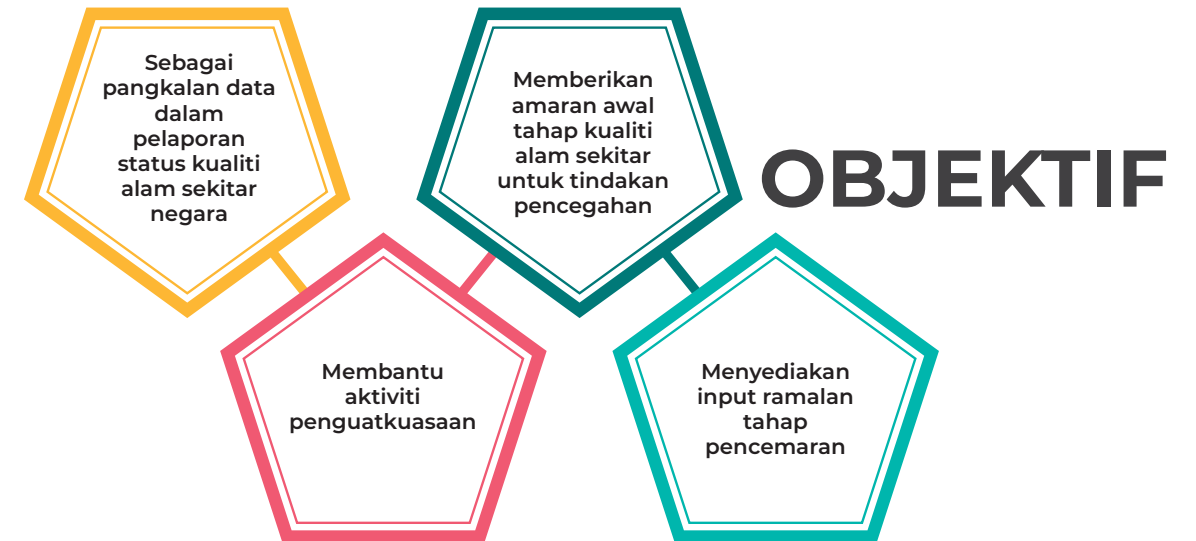 Sebagai
pangkalan data
dalam
pelaporan
status kualiti
alam sekitar
negara
Memberikan
amaran awal
tahap kualiti
alam sekitar
untuk tindakan
pencegahan
OBJEKTIF
Membantu
aktiviti
penguatkuasaan
Menyediakan
input ramalan
tahap
pencemaran